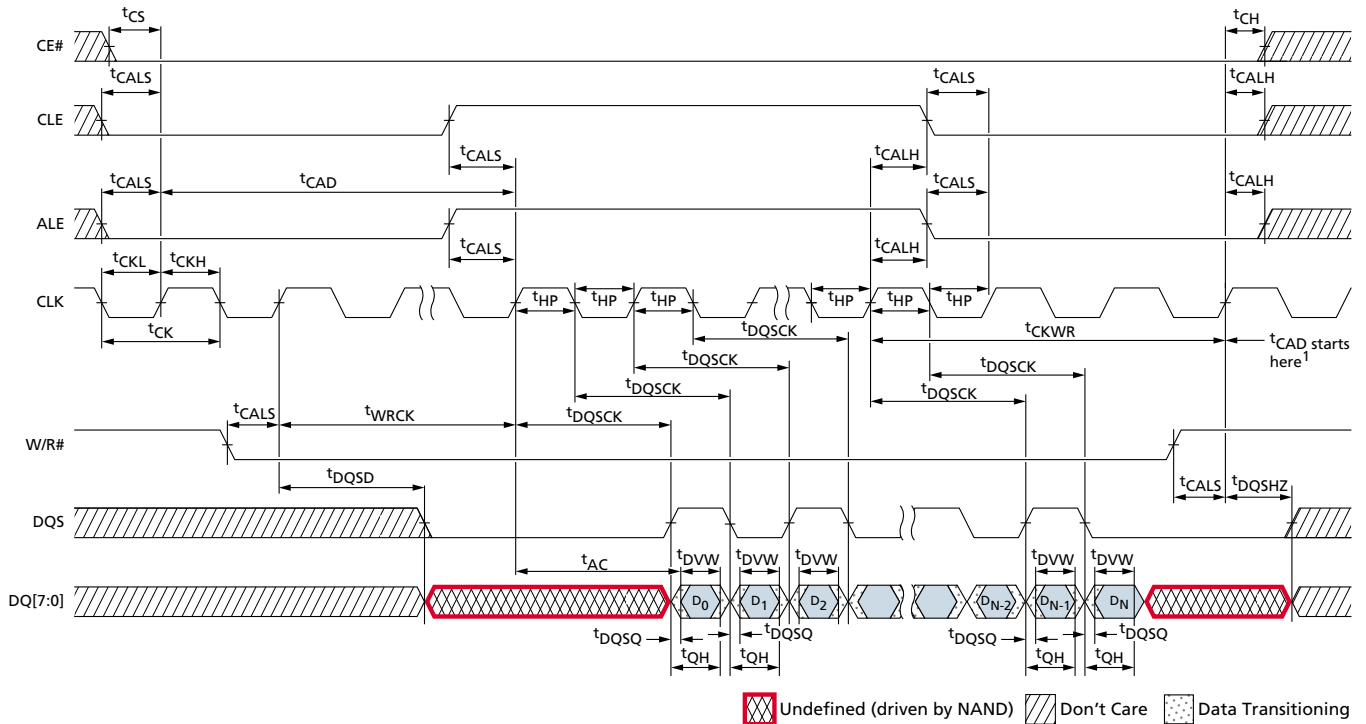 tCS
tCH
CE#
tCALS
tCALS
tCALH
CLE
tCALS
tCALH
tCALS
tCAD
tCALS
tCALH
ALE
tCALS
tCALH
tCKL
tCKH
CLK
tHP
tHP
tHP
tHP
tHP
tHP
tCK
tDQSCK
tCKWR
tCAD starts
here1
tDQSCK
tDQSCK
tDQSCK
tDQSCK
tCALS
tWRCK
tDQSCK
W/R#
tDQSD
tCALS
tDQSHZ
DQS
tAC
tDVW
tDVW
tDVW
tDVW
tDVW
DQ[7:0]
D0
D1
D2
DN-2
DN-1
DN
tDQSQ
tDQSQ
tDQSQ
tDQSQ
tQH
tQH
tQH
tQH
Undefined (driven by NAND)
Don't Care
Data Transitioning